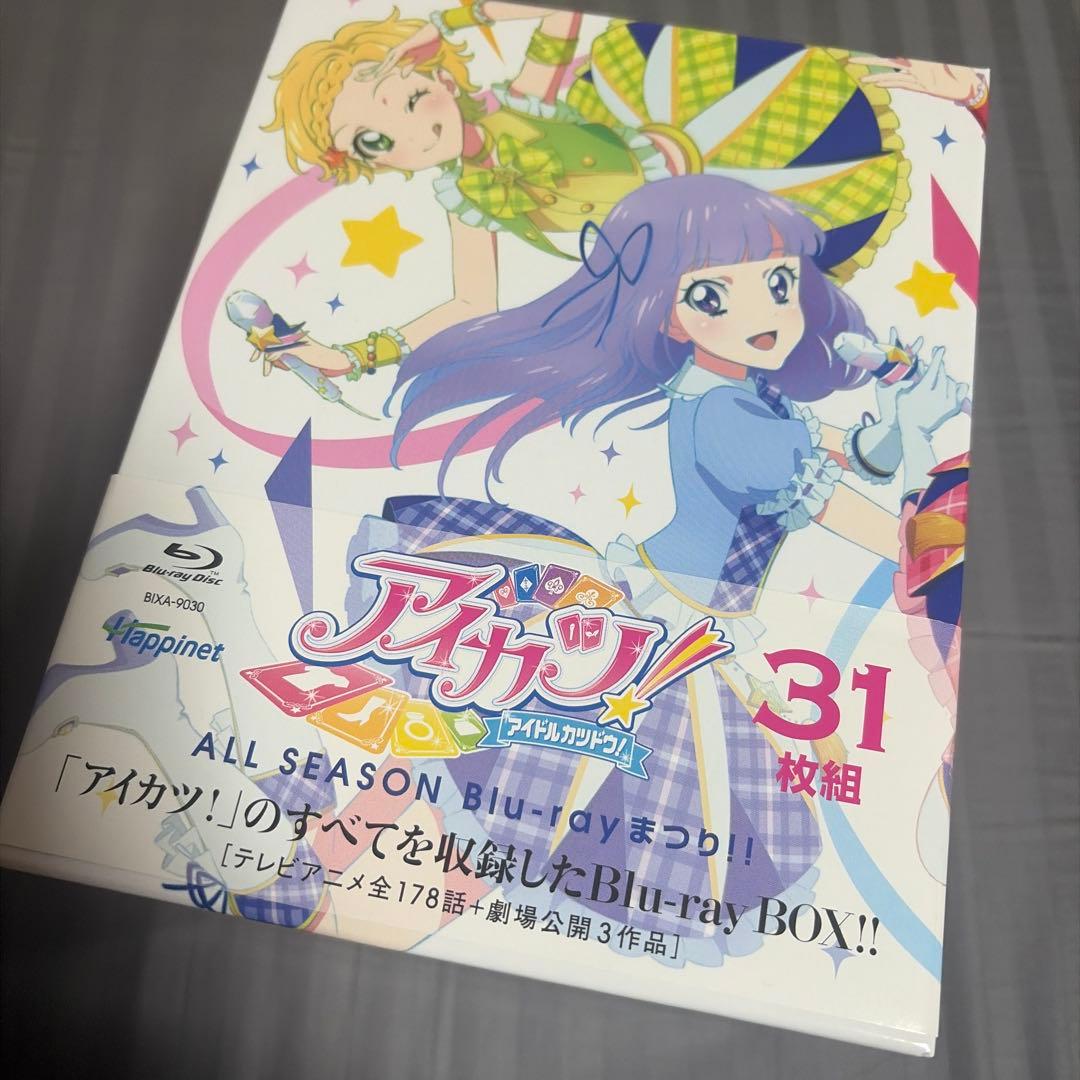 Blu-ray Disc™
BIXA-9030
Happinet
アイカツ!
アイドルカツドウ!
31
枚組
ALL SEASON Blu-rayまつり!!
「アイカツ!」のすべてを収録したBlu-ray BOX!!
[テレビアニメ全178話+劇場公開3作品]